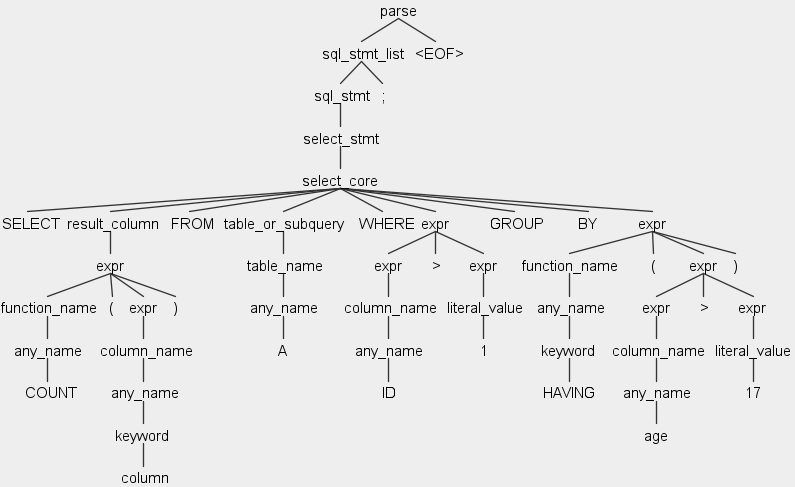 parse
sql_stmt_list <EOF>
sql_stmt ;
select_stmt
select_core
SELECT result_column FROM table_or_subquery WHERE expr GROUP BY expr
expr table_name expr > expr function_name ( expr )
function_name ( expr ) any_name column_name literal_value any_name expr > expr
any_name column_name A any_name 1 keyword column_name literal_value
COUNT any_name ID HAVING any_name 17
keyword age
column